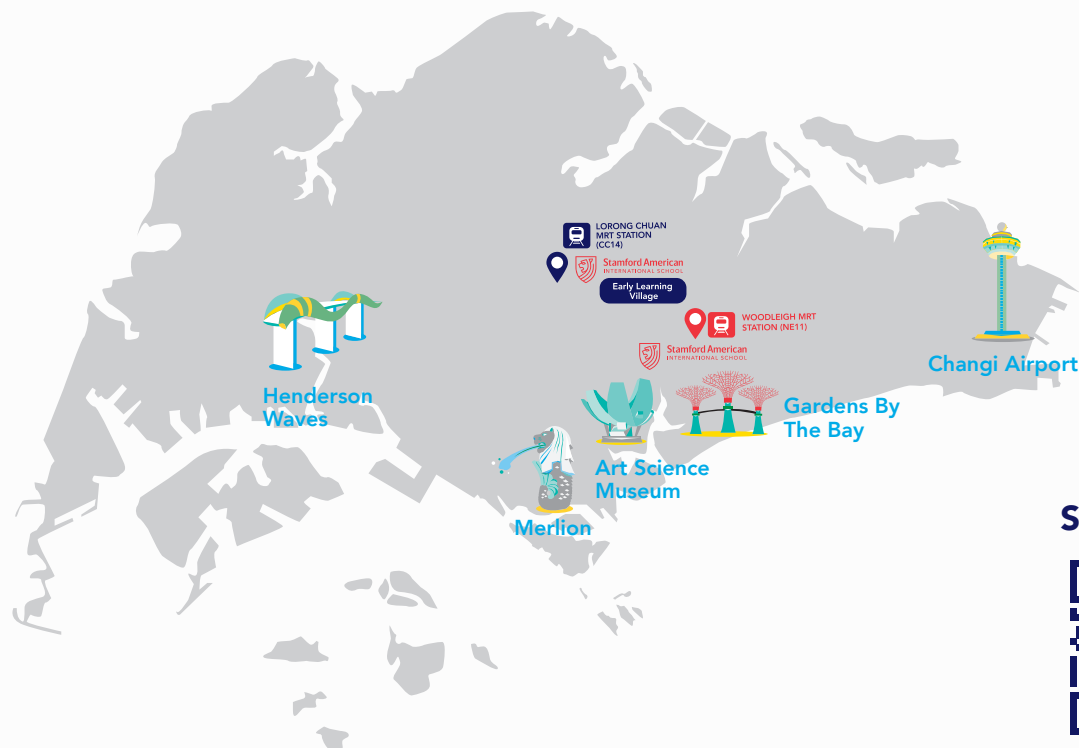 LORONG CHUAN
MRT STATION
(CC14)
Stamford American
INTERNATIONAL SCHOOL
Early Learning
Village
WOODLEIGH MRT
STATION (NE11)
Stamford American
INTERNATIONAL SCHOOL
Changi Airport
Henderson
Waves
Gardens By
The Bay
Art Science
Museum
Merlion
S